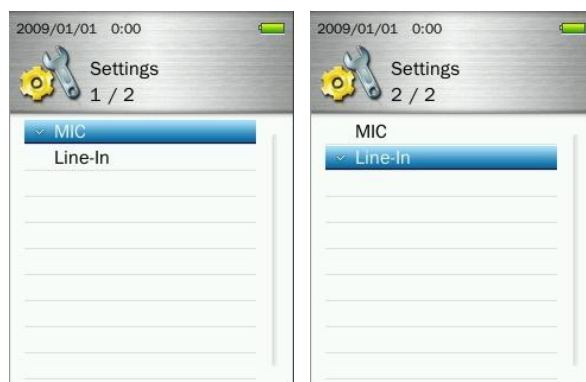 2009/01/01 0:00
Settings
1 / 2
MIC
Line-In
2009/01/01 0:00
Settings
2 / 2
MIC
Line-In